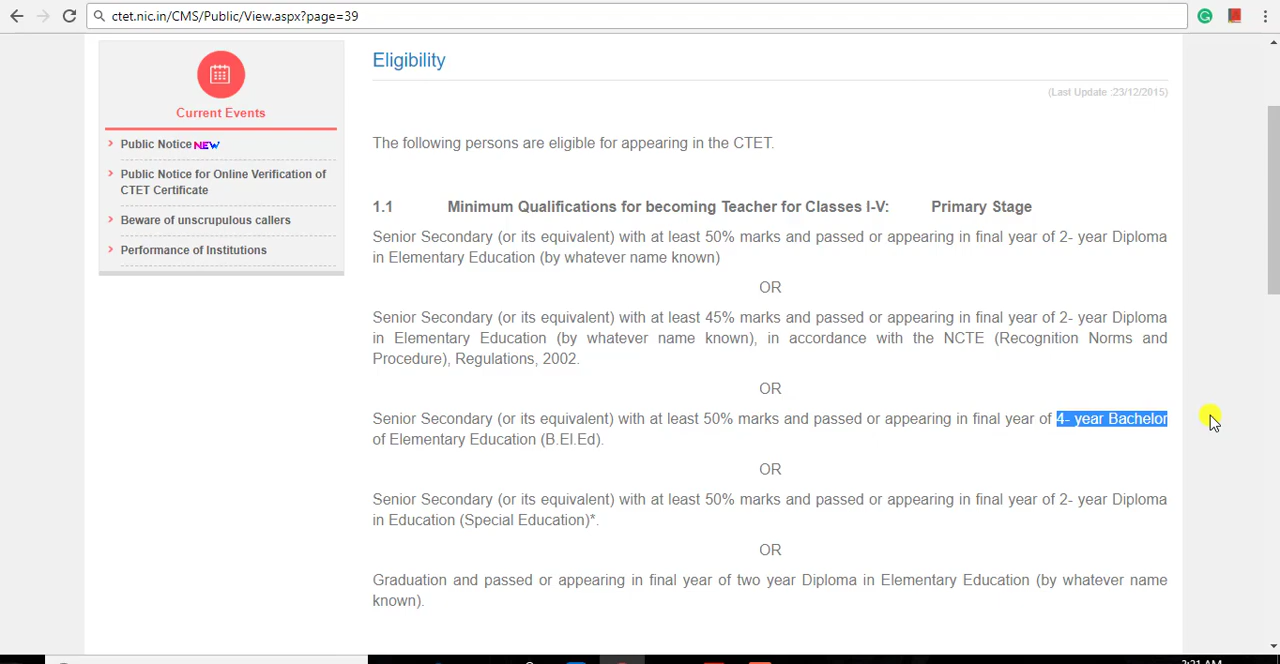 ctet.nic.in/CMS/Public/View.aspx?page=39
Current Events
Public Notice NEW
Public Notice for Online Verification of
CTET Certificate
Beware of unscrupulous callers
Performance of Institutions
Eligibility
(Last Update :23/12/2015)
The following persons are eligible for appearing in the CTET.
1.1 Minimum Qualifications for becoming Teacher for Classes I-V: Primary Stage
Senior Secondary (or its equivalent) with at least 50% marks and passed or appearing in final year of 2- year Diploma
in Elementary Education (by whatever name known)
OR
Senior Secondary (or its equivalent) with at least 45% marks and passed or appearing in final year of 2- year Diploma
in Elementary Education (by whatever name known), in accordance with the NCTE (Recognition Norms and
Procedure), Regulations, 2002.
OR
Senior Secondary (or its equivalent) with at least 50% marks and passed or appearing in final year of 4- year Bachelor
of Elementary Education (B.El.Ed).
OR
Senior Secondary (or its equivalent) with at least 50% marks and passed or appearing in final year of 2- year Diploma
in Education (Special Education)*.
OR
Graduation and passed or appearing in final year of two year Diploma in Elementary Education (by whatever name
known).